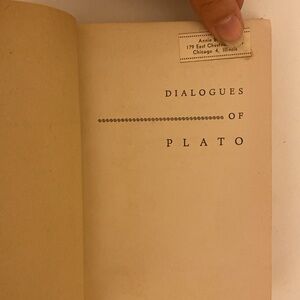 Annie
179 East
Chicago 4, Illinois
DIALOGUES
OF
PLATO